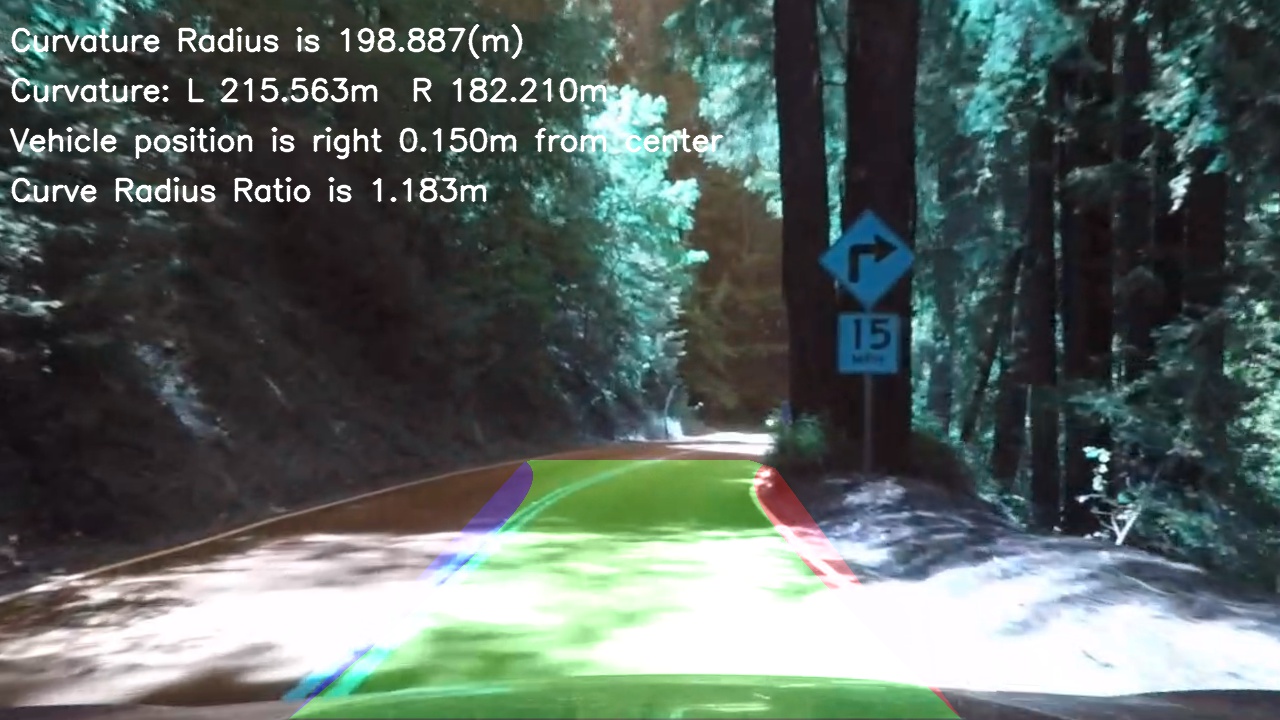 Curvature Radius is 198.887(m)
Curvature: L 215.563m R 182.210m
Vehicle position is right 0.150m from center
Curve Radius Ratio is 1.183m
15
MPH